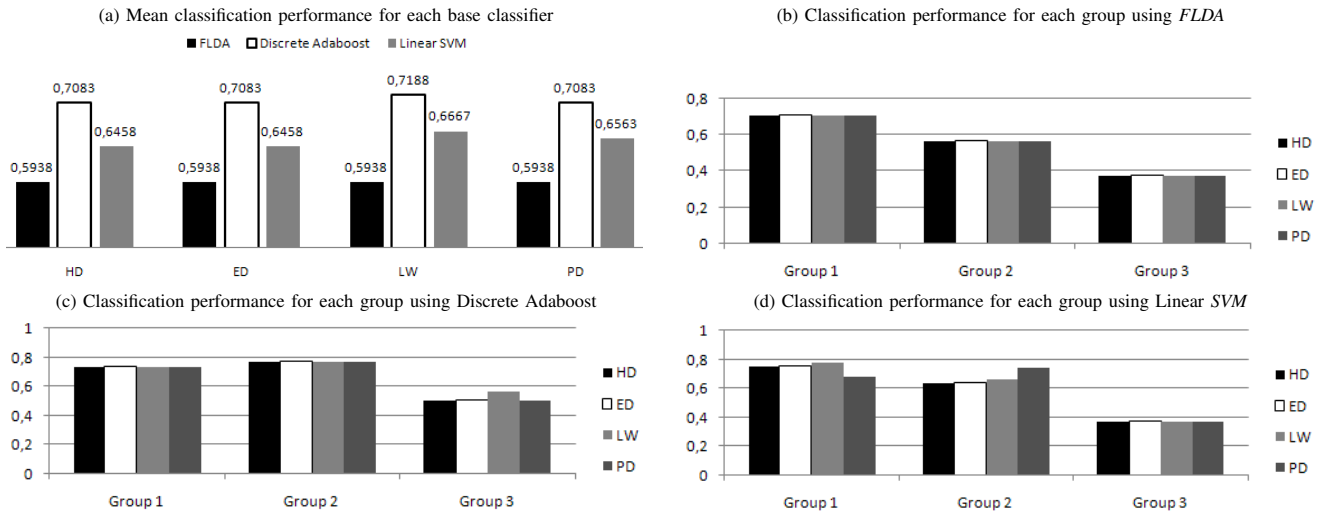 (a) Mean classification performance for each base classifier
FLDA Discrete Adaboost Linear SVM
0,5938 0,7083 0,6458 0,5938 0,7083 0,6458 0,5938 0,7188 0,6667 0,5938 0,7083 0,6563
HD ED LW PD
(b) Classification performance for each group using FLDA
0,8
0,6
0,4
0,2
0
Group 1 Group 2 Group 3
HD
ED
LW
PD
(c) Classification performance for each group using Discrete Adaboost
1
0,8
0,6
0,4
0,2
0
Group 1 Group 2 Group 3
HD
ED
LW
PD
(d) Classification performance for each group using Linear SVM
1
0,8
0,6
0,4
0,2
0
Group 1 Group 2 Group 3
HD
ED
LW
PD